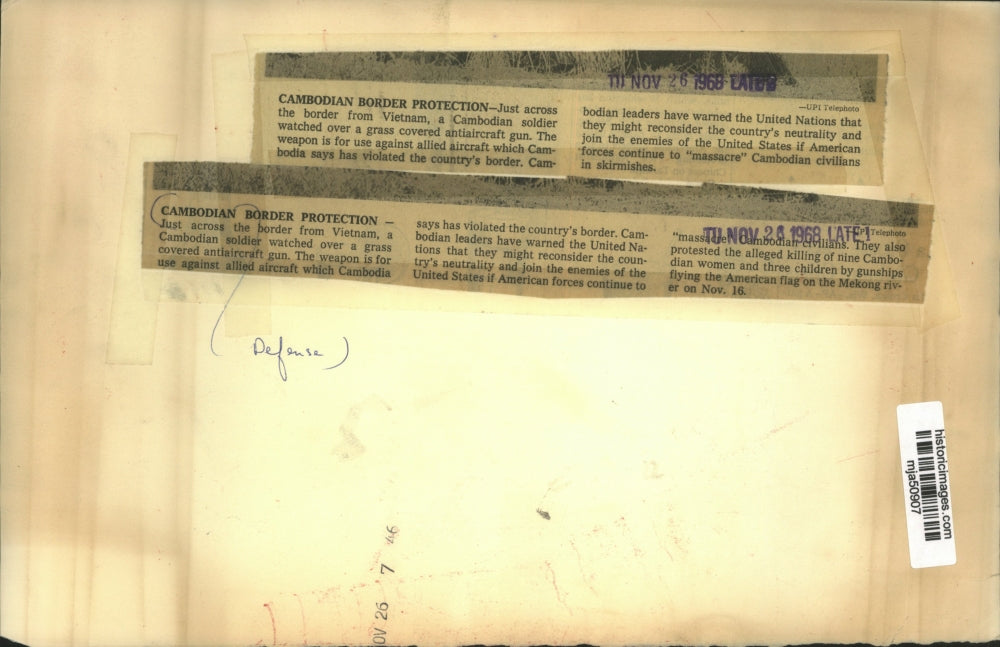 TU NOV 26 1968 LATE
—UPI Telephoto
CAMBODIAN BORDER PROTECTION—Just across
the border from Vietnam, a Cambodian soldier
watched over a grass covered antiaircraft gun. The
weapon is for use against allied aircraft which Cam-
bodia says has violated the country's border. Cam-
bodian leaders have warned the United Nations that
they might reconsider the country's neutrality and
join the enemies of the United States if American
forces continue to "massacre" Cambodian civilians
in skirmishes.
CAMBODIAN BORDER PROTECTION —
Just across the border from Vietnam, a
Cambodian soldier watched over a grass
covered antiaircraft gun. The weapon is for
use against allied aircraft which Cambodia
says has violated the country's border. Cam-
bodian leaders have warned the United Na-
tions that they might reconsider the coun-
try's neutrality and join the enemies of the
United States if American forces continue to
TU NOV 26 1968 LATE
UPI Telephoto
"massacre" Cambodian civilians. They also
protested the alleged killing of nine Cambo-
dian women and three children by gunships
flying the American flag on the Mekong riv-
er on Nov. 16.
(Defense)
OV 26 7
historicimages.com
mja50907